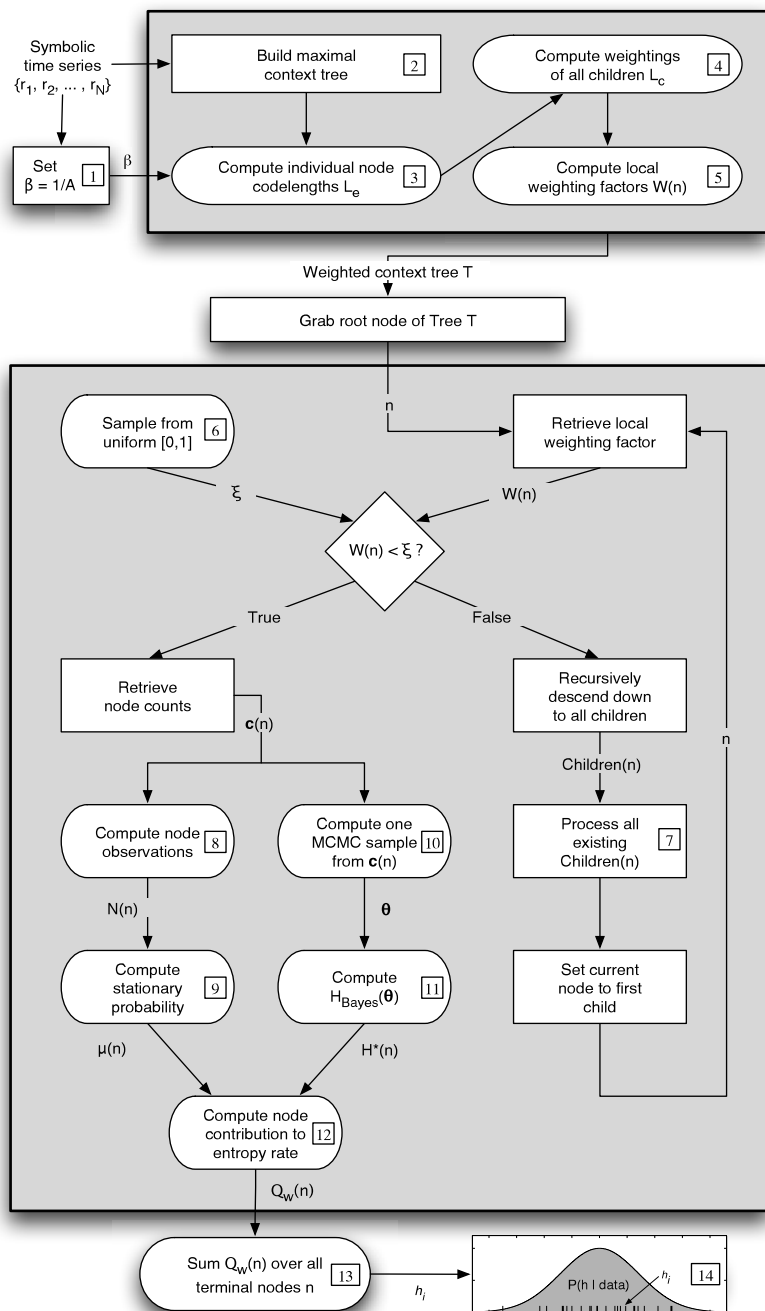 Symbolic
time series
{r1, r2, ... , rN}
Build maximal
context tree
2
Compute weightings
of all children Lc
4
Set
β = 1/A
1
β
Compute individual node
codelengths Le
3
Compute local
weighting factors W(n)
5
Weighted context tree T
Grab root node of Tree T
n
Sample from
uniform [0,1]
6
Retrieve local
weighting factor
ξ
W(n)
W(n) < ξ ?
True
False
Retrieve
node counts
c(n)
Recursively
descend down
to all children
n
Children(n)
Compute node
observations
8
Compute one
MCMC sample
from c(n)
10
Process all
existing
Children(n)
7
N(n)
θ
Compute
stationary
probability
9
Compute
HBayes(θ)
11
Set current
node to first
child
μ(n)
H*(n)
Compute node
contribution to
entropy rate
12
Qw(n)
Sum Qw(n) over all
terminal nodes n
13
hi
P(h | data)
hi
14